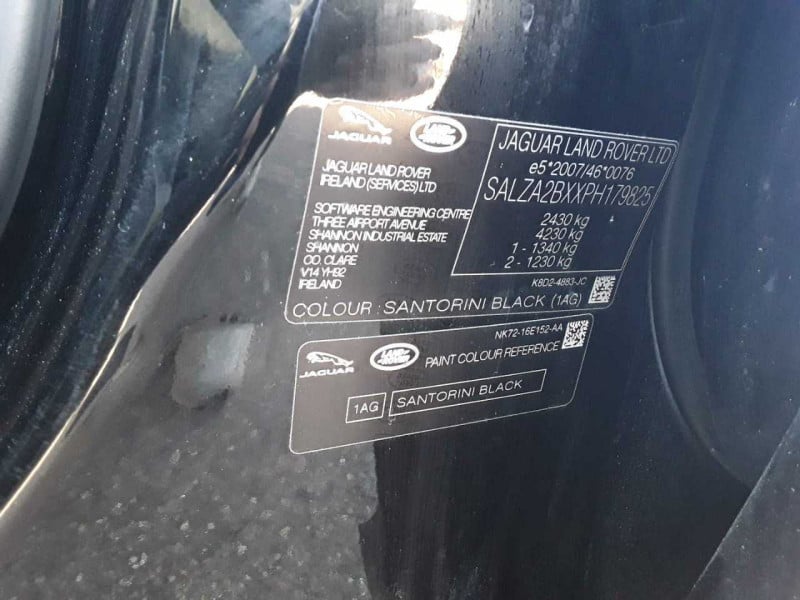 JAGUAR
LAND ROVER
JAGUAR LAND ROVER
IRELAND (SERVICES) LTD
SOFTWARE ENGINEERING CENTRE
THREE AIRPORT AVENUE
SHANNON INDUSTRIAL ESTATE
SHANNON
CO. CLARE
V14 YH92
IRELAND
JAGUAR LAND ROVER LTD
e5*2007/46*0076
SALZA2BXXPH179825
2430 kg
4230 kg
1 - 1340 kg
2 - 1230 kg
K8D2-4883-JC
COLOUR : SANTORINI BLACK (1AG)
NK72-16E152-AA
JAGUAR
LAND ROVER
PAINT COLOUR REFERENCE
1AG
SANTORINI BLACK